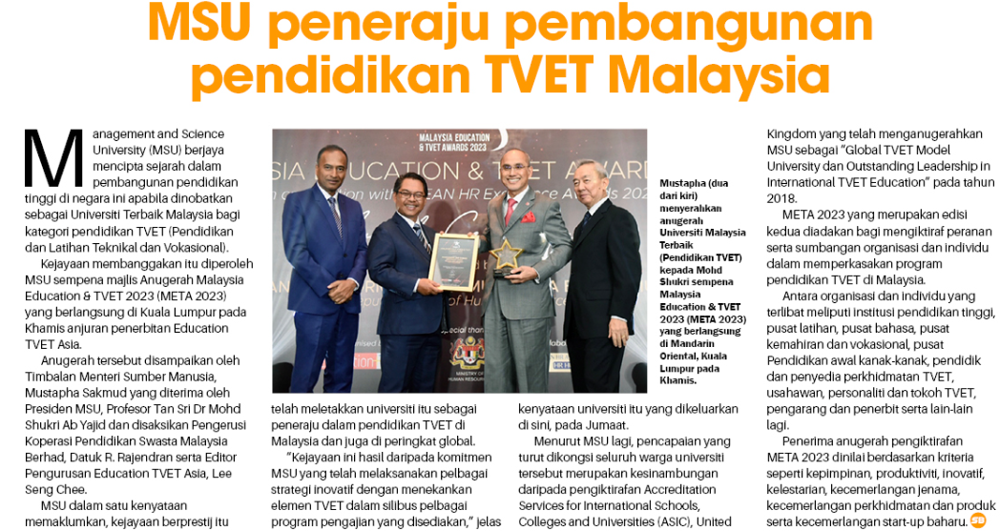 MSU peneraju pembangunan
pendidikan TVET Malaysia
Management and Science
University (MSU) berjaya
mencipta sejarah dalam
pembangunan pendidikan
tinggi di negara ini apabila dinobatkan
sebagai Universiti Terbaik Malaysia bagi
kategori pendidikan TVET (Pendidikan
dan Latihan Teknikal dan Vokasional).
Kejayaan membanggakan itu diperoleh
MSU sempena majlis Anugerah Malaysia
Education & TVET 2023 (META 2023)
yang berlangsung di Kuala Lumpur pada
Khamis anjuran penerbitan Education
TVET Asia.
Anugerah tersebut disampaikan oleh
Timbalan Menteri Sumber Manusia,
Mustapha Sakmud yang diterima oleh
Presiden MSU, Profesor Tan Sri Dr Mohd
Shukri Ab Yajid dan disaksikan Pengerusi
Koperasi Pendidikan Swasta Malaysia
Berhad, Datuk R. Rajendran serta Editor
Pengurusan Education TVET Asia, Lee
Seng Chee.
MSU dalam satu kenyataan
memaklumkan, kejayaan berprestij itu
MALAYSIA EDUCATION
& TVET AWARDS 2023
SIA EDUCATION & TVET AWARD
MINISTRY OF
HUMAN RESOURC
Mustapha (dua
dari kiri)
menyerahkan
anugerah
Universiti Malaysia
Terbaik
(Pendidikan TVET)
kepada Mohd
Shukri sempena
Malaysia
Education & TVET
2023 (META 2023)
yang berlangsung
di Mandarin
Oriental, Kuala
Lumpur pada
Khamis.
telah meletakkan universiti itu sebagai
peneraju dalam pendidikan TVET di
Malaysia dan juga di peringkat global.
"Kejayaan ini hasil daripada komitmen
MSU yang telah melaksanakan pelbagai
strategi inovatif dengan menekankan
elemen TVET dalam silibus pelbagai
program pengajian yang disediakan," jelas
kenyataan universiti itu yang dikeluarkan
di sini, pada Jumaat.
Menurut MSU lagi, pencapaian yang
turut dikongsi seluruh warga universiti
tersebut merupakan kesinambungan
daripada pengiktirafan Accreditation
Services for International Schools,
Colleges and Universities (ASIC), United
Kingdom yang telah menganugerahkan
MSU sebagai "Global TVET Model
University dan Outstanding Leadership in
International TVET Education" pada tahun
2018.
META 2023 yang merupakan edisi
kedua diadakan bagi mengiktiraf peranan
serta sumbangan organisasi dan individu
dalam memperkasakan program
pendidikan TVET di Malaysia.
Antara organisasi dan individu yang
terlibat meliputi institusi pendidikan tinggi,
pusat latihan, pusat bahasa, pusat
kemahiran dan vokasional, pusat
Pendidikan awal kanak-kanak, pendidik
dan penyedia perkhidmatan TVET,
usahawan, personaliti dan tokoh TVET,
pengarang dan penerbit serta lain-lain
lagi.
Penerima anugerah pengiktirafan
META 2023 dinilai berdasarkan kriteria
seperti kepimpinan, produktiviti, inovatif,
kelestarian, kecemerlangan jenama,
kecemerlangan perkhidmatan dan produk
serta kecemerlangan start-up baharu. SB